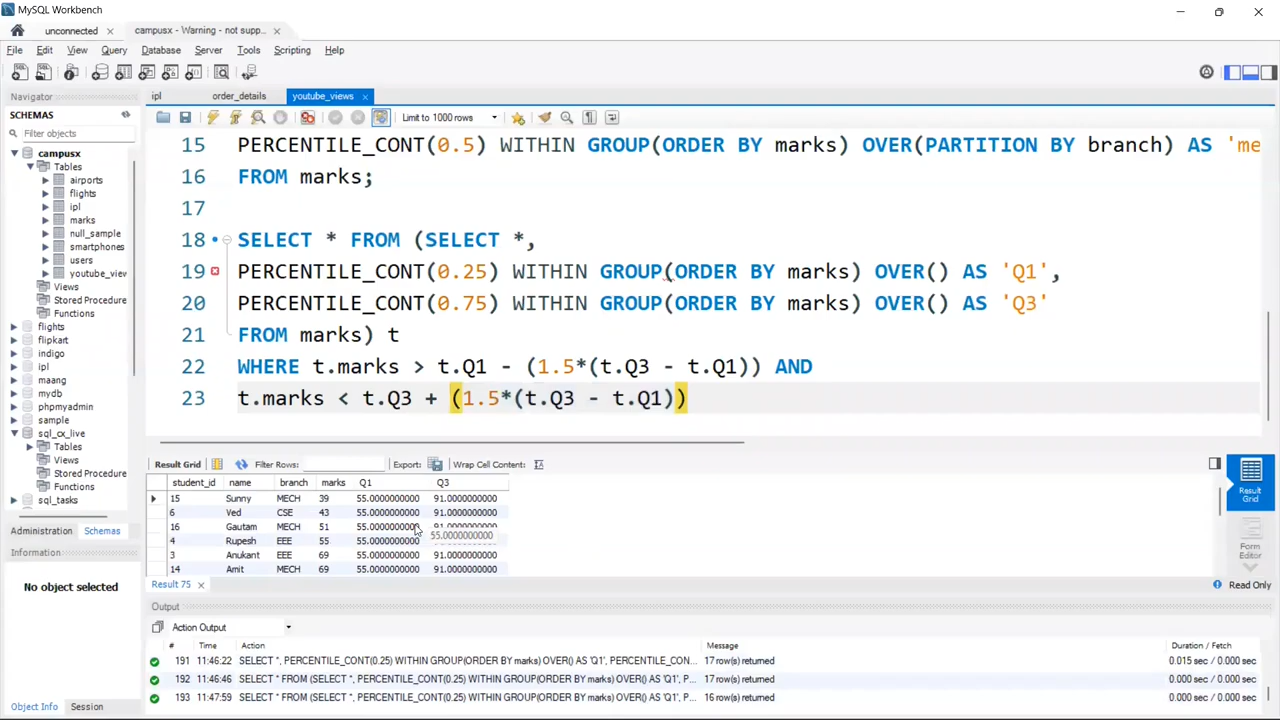 MySQL Workbench
unconnected
campusx - Warning - not supp...
File Edit View Query Database Server Tools Scripting Help
Navigator
ipl order_details youtube_views
SCHEMAS
Filter objects
Limit to 1000 rows
campusx
Tables
airports
flights
ipl
marks
null_sample
smartphones
users
youtube_view
Views
Stored Procedure
Functions
flights
flipkart
indigo
ipl
maang
mydb
phpmyadmin
sample
sql_cx_live
Tables
Views
Stored Procedure
Functions
sql_tasks
Administration Schemas
Information
No object selected
Object Info Session
15 PERCENTILE_CONT(0.5) WITHIN GROUP(ORDER BY marks) OVER(PARTITION BY branch) AS 'me
16 FROM marks;
17
18 SELECT * FROM (SELECT *,
19 PERCENTILE_CONT(0.25) WITHIN GROUP(ORDER BY marks) OVER() AS 'Q1',
20 PERCENTILE_CONT(0.75) WITHIN GROUP(ORDER BY marks) OVER() AS 'Q3'
21 FROM marks) t
22 WHERE t.marks > t.Q1 - (1.5*(t.Q3 - t.Q1)) AND
23 t.marks < t.Q3 + (1.5*(t.Q3 - t.Q1))
Result Grid Filter Rows: Export: Wrap Cell Content:
student_id name branch marks Q1 Q3
15 Sunny MECH 39 55.0000000000 91.0000000000
6 Ved CSE 43 55.0000000000 91.0000000000
16 Gautam MECH 51 55.0000000000 91.0000000000
4 Rupesh EEE 55 55.0000000000 55.0000000000
3 Anukant EEE 69 55.0000000000 91.0000000000
14 Amit MECH 69 55.0000000000 91.0000000000
Result Grid
Form Editor
Result 75
Read Only
Output
Action Output
# Time Action Message Duration / Fetch
191 11:46:22 SELECT *, PERCENTILE_CONT(0.25) WITHIN GROUP(ORDER BY marks) OVER() AS 'Q1', PERCENTILE_CON... 17 row(s) returned 0.015 sec / 0.000 sec
192 11:46:46 SELECT * FROM (SELECT *, PERCENTILE_CONT(0.25) WITHIN GROUP(ORDER BY marks) OVER() AS 'Q1', P... 17 row(s) returned 0.000 sec / 0.000 sec
193 11:47:59 SELECT * FROM (SELECT *, PERCENTILE_CONT(0.25) WITHIN GROUP(ORDER BY marks) OVER() AS 'Q1', P... 16 row(s) returned 0.000 sec / 0.000 sec